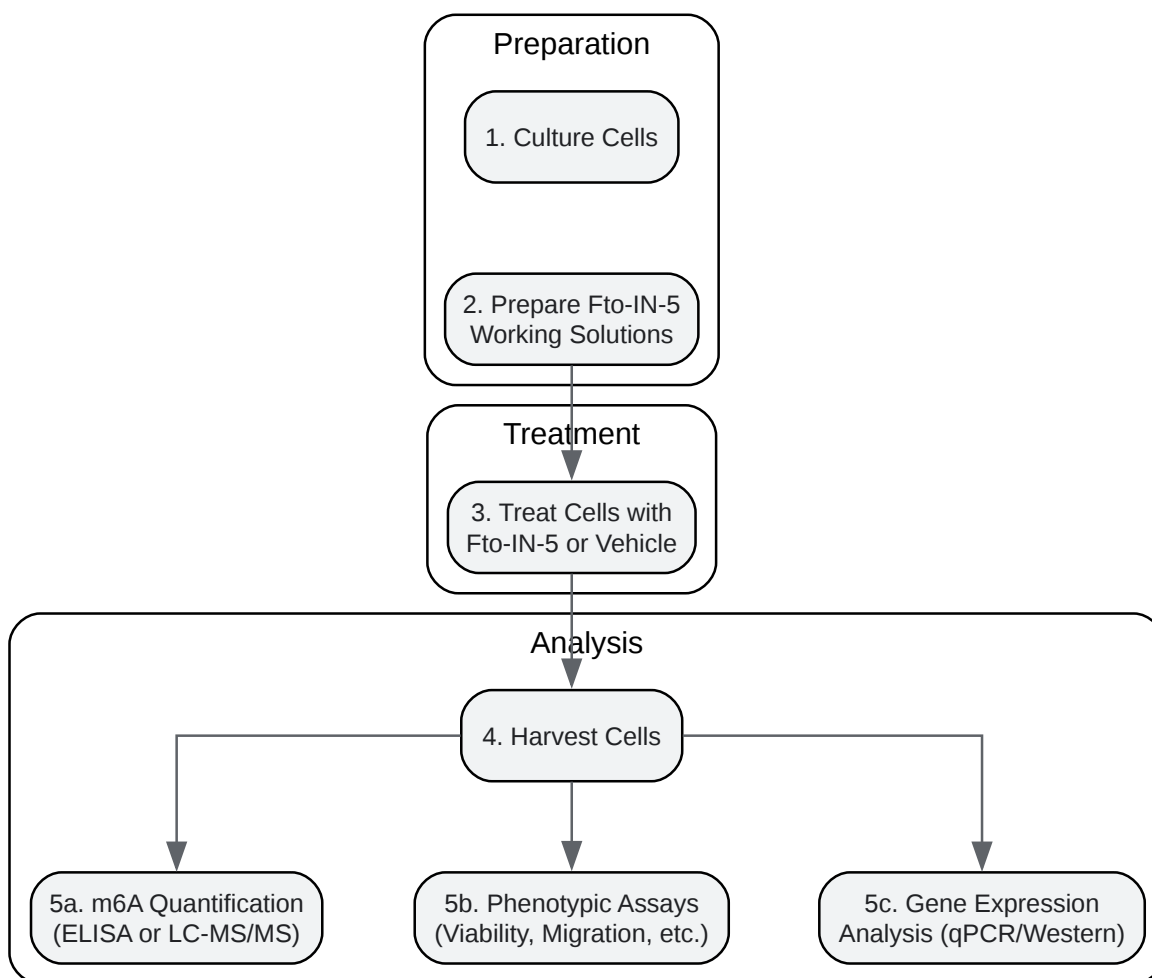 Preparation
1. Culture Cells
2. Prepare Fto-IN-5
Working Solutions
Treatment
3. Treat Cells with
Fto-IN-5 or Vehicle
Analysis
4. Harvest Cells
5a. m6A Quantification
(ELISA or LC-MS/MS)
5b. Phenotypic Assays
(Viability, Migration, etc.)
5c. Gene Expression
Analysis (qPCR/Western)